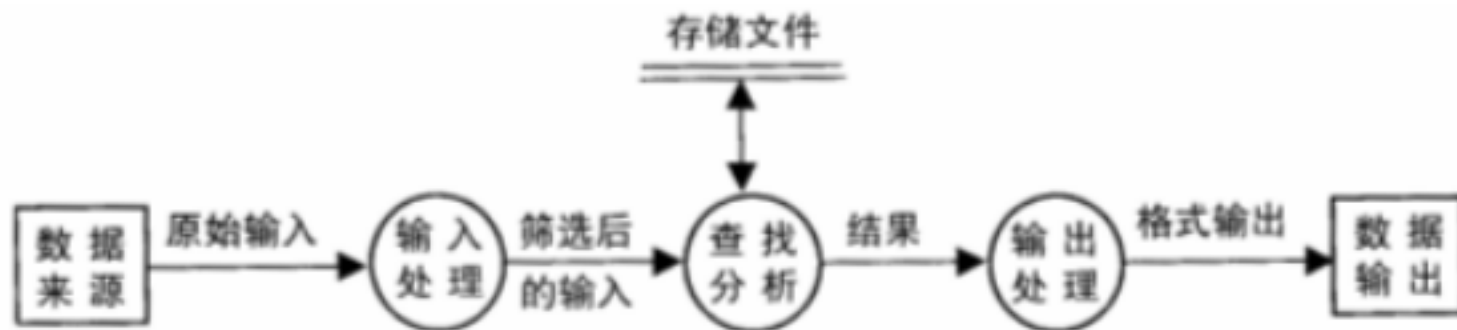 存储文件
数据
来源
原始输入
输入
处理
筛选后
的输入
查找
分析
结果
输出
处理
格式输出
数据
输出